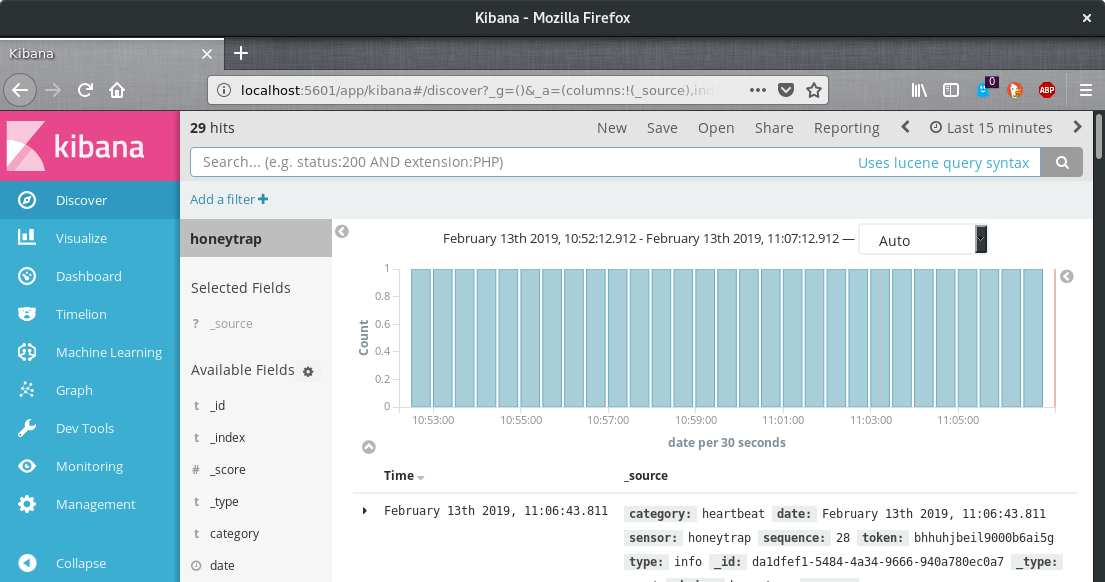 Kibana - Mozilla Firefox
Kibana
localhost:5601/app/kibana#/discover?_g=()&_a=(columns:!(_source),ind
0
ABP
kibana
29 hits
New Save Open Share Reporting Last 15 minutes
Search... (e.g. status:200 AND extension:PHP) Uses lucene query syntax
Add a filter
Discover
Visualize
Dashboard
Timelion
Machine Learning
Graph
Dev Tools
Monitoring
Management
Collapse
honeytrap
Selected Fields
? _source
Available Fields
t _id
t _index
# _score
t _type
t category
date
February 13th 2019, 10:52:12.912 - February 13th 2019, 11:07:12.912 — Auto
Count
1
0.8
0.6
0.4
0.2
0
10:53:00 10:55:00 10:57:00 10:59:00 11:01:00 11:03:00 11:05:00
date per 30 seconds
Time _source
February 13th 2019, 11:06:43.811 category: heartbeat date: February 13th 2019, 11:06:43.811
sensor: honeytrap sequence: 28 token: bhhuhjbeil9000b6ai5g
type: info _id: da1dfef1-5484-4a34-9666-940a780ec0a7 _type: